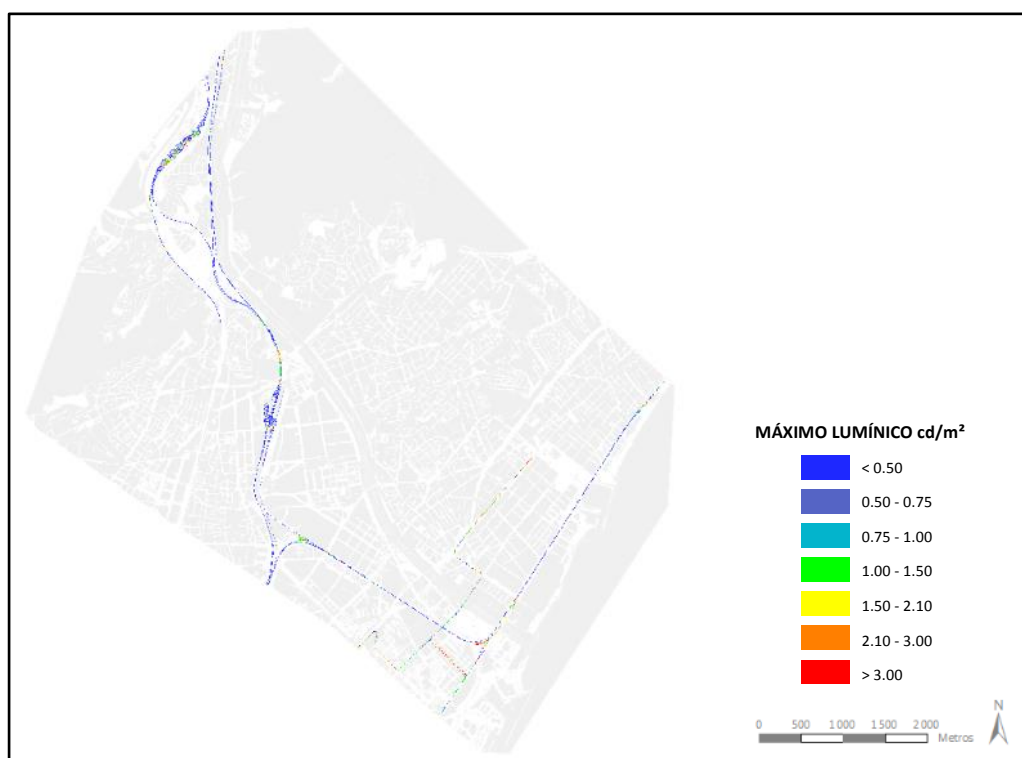 MÁXIMO LUMÍNICO cd/m²
< 0.50
0.50 - 0.75
0.75 - 1.00
1.00 - 1.50
1.50 - 2.10
2.10 - 3.00
> 3.00
N
0 500 1 000 1 500 2 000
Metros